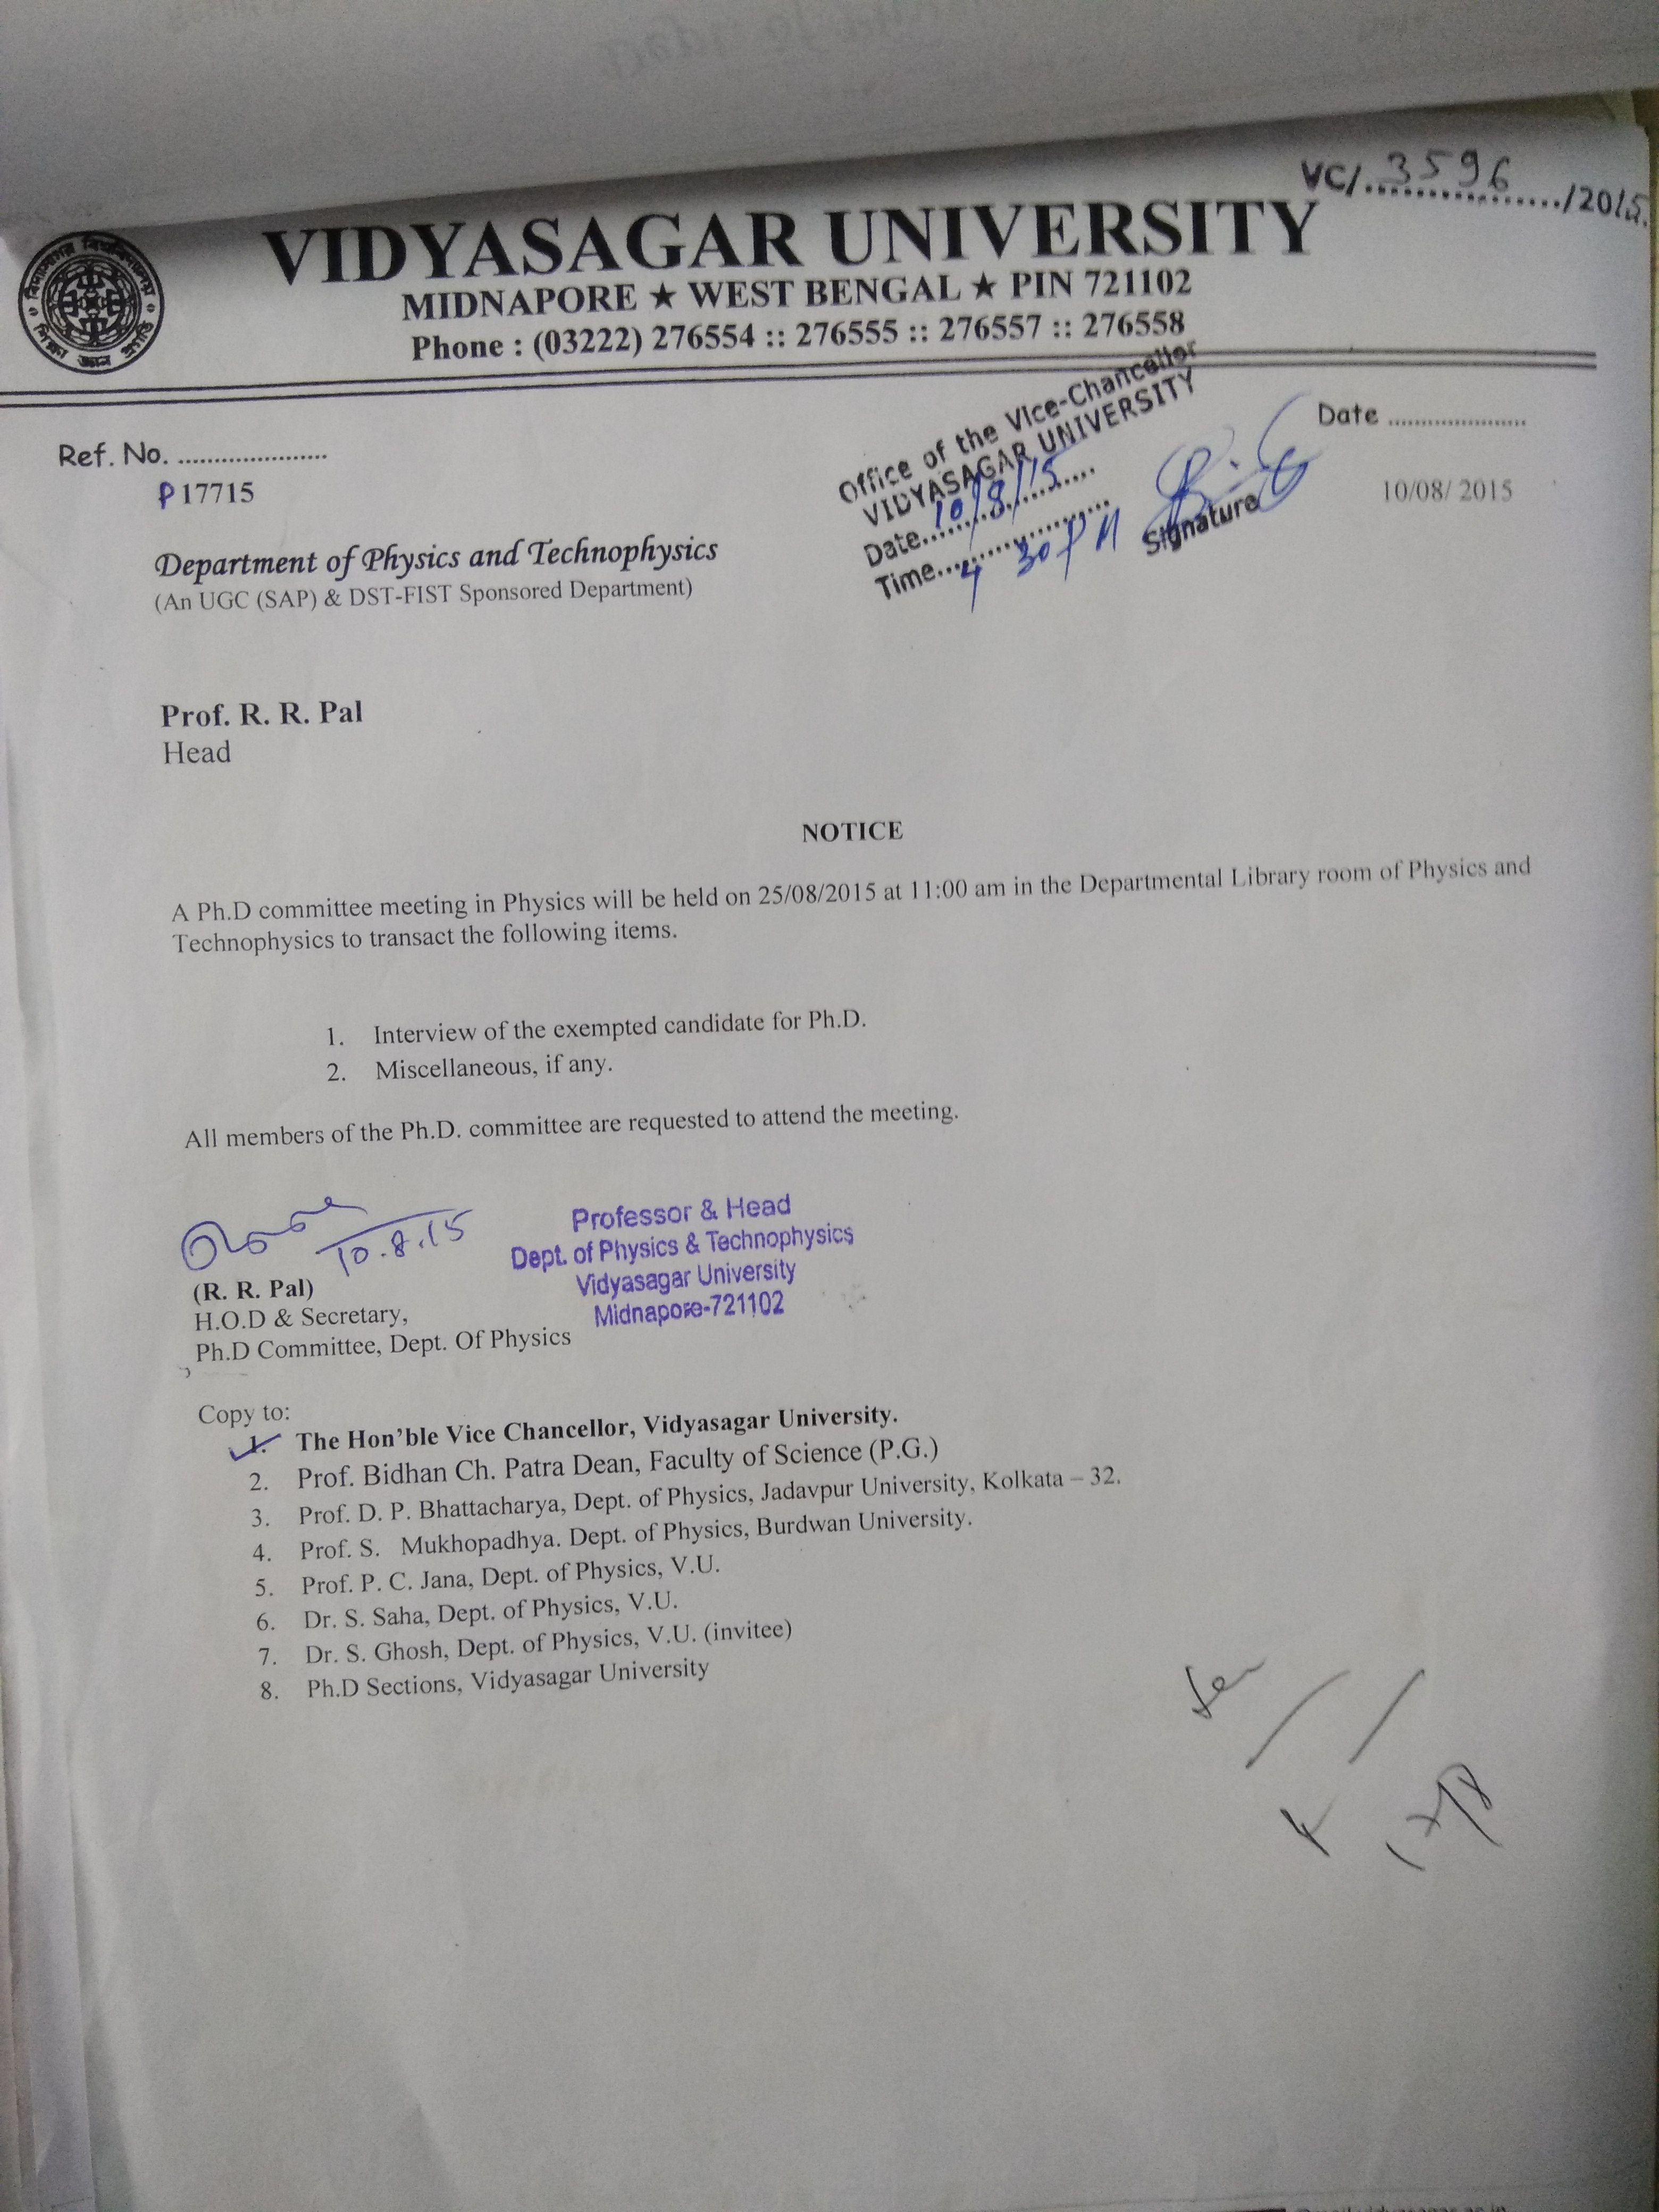 VC/....3596........./2015.
VIDYASAGAR UNIVERSITY
MIDNAPORE ★ WEST BENGAL ★ PIN 721102
Phone : (03222) 276554 :: 276555 :: 276557 :: 276558
Office of the Vice-Chancellor
VIDYASAGAR UNIVERSITY
Date...10/8/15...
Time...4 30 PM
Signature
Ref. No. ......................
Date ......................
P17715
10/08/ 2015
Department of Physics and Technophysics
(An UGC (SAP) & DST-FIST Sponsored Department)
Prof. R. R. Pal
Head
NOTICE
A Ph.D committee meeting in Physics will be held on 25/08/2015 at 11:00 am in the Departmental Library room of Physics and
Technophysics to transact the following items.
1. Interview of the exempted candidate for Ph.D.
2. Miscellaneous, if any.
All members of the Ph.D. committee are requested to attend the meeting.
10.8.15
Professor & Head
Dept. of Physics & Technophysics
Vidyasagar University
Midnapore-721102
(R. R. Pal)
H.O.D & Secretary,
Ph.D Committee, Dept. Of Physics
Copy to:
1. The Hon'ble Vice Chancellor, Vidyasagar University.
2. Prof. Bidhan Ch. Patra Dean, Faculty of Science (P.G.)
3. Prof. D. P. Bhattacharya, Dept. of Physics, Jadavpur University, Kolkata – 32.
4. Prof. S. Mukhopadhya. Dept. of Physics, Burdwan University.
5. Prof. P. C. Jana, Dept. of Physics, V.U.
6. Dr. S. Saha, Dept. of Physics, V.U.
7. Dr. S. Ghosh, Dept. of Physics, V.U. (invitee)
8. Ph.D Sections, Vidyasagar University